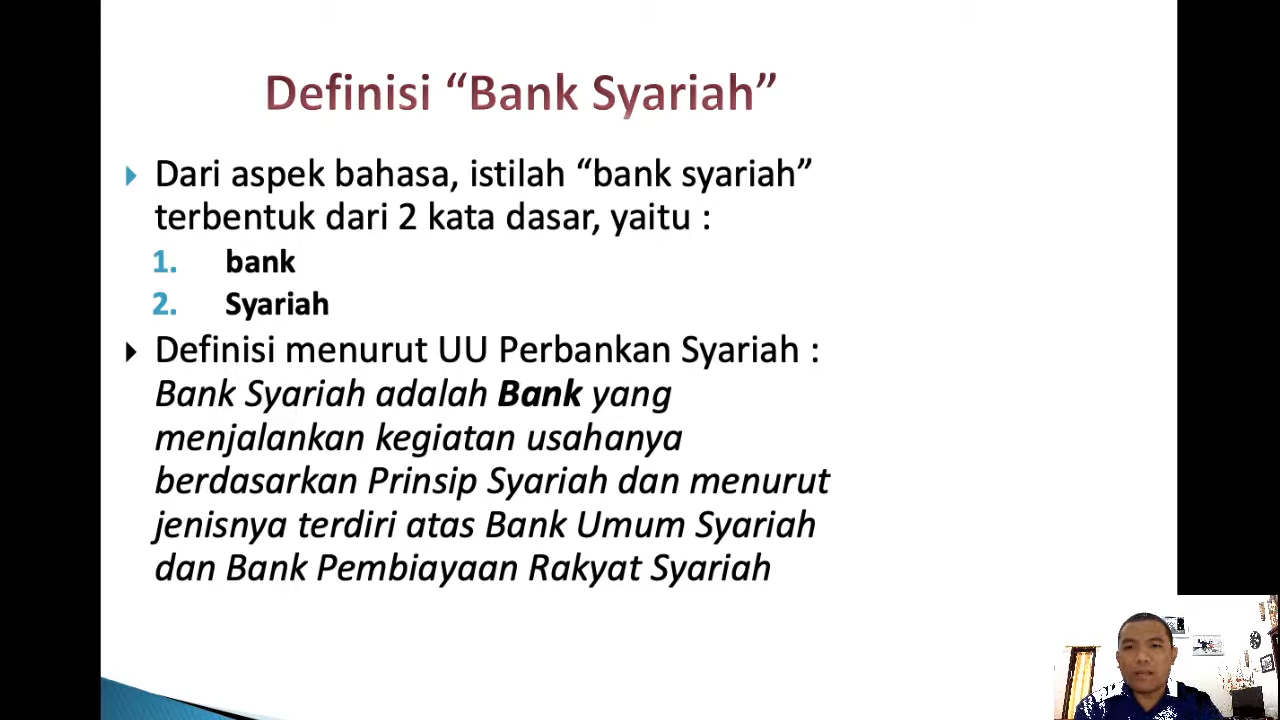 Definisi “Bank Syariah”
Dari aspek bahasa, istilah “bank syariah”
terbentuk dari 2 kata dasar, yaitu :
1. bank
2. Syariah
Definisi menurut UU Perbankan Syariah :
Bank Syariah adalah Bank yang
menjalankan kegiatan usahanya
berdasarkan Prinsip Syariah dan menurut
jenisnya terdiri atas Bank Umum Syariah
dan Bank Pembiayaan Rakyat Syariah